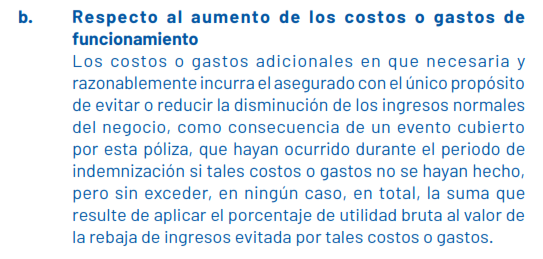 b. Respecto al aumento de los costos o gastos de
funcionamiento
Los costos o gastos adicionales en que necesaria y
razonablemente incurra el asegurado con el único propósito
de evitar o reducir la disminución de los ingresos normales
del negocio, como consecuencia de un evento cubierto
por esta póliza, que hayan ocurrido durante el periodo de
indemnización si tales costos o gastos no se hayan hecho,
pero sin exceder, en ningún caso, en total, la suma que
resulte de aplicar el porcentaje de utilidad bruta al valor de
la rebaja de ingresos evitada por tales costos o gastos.